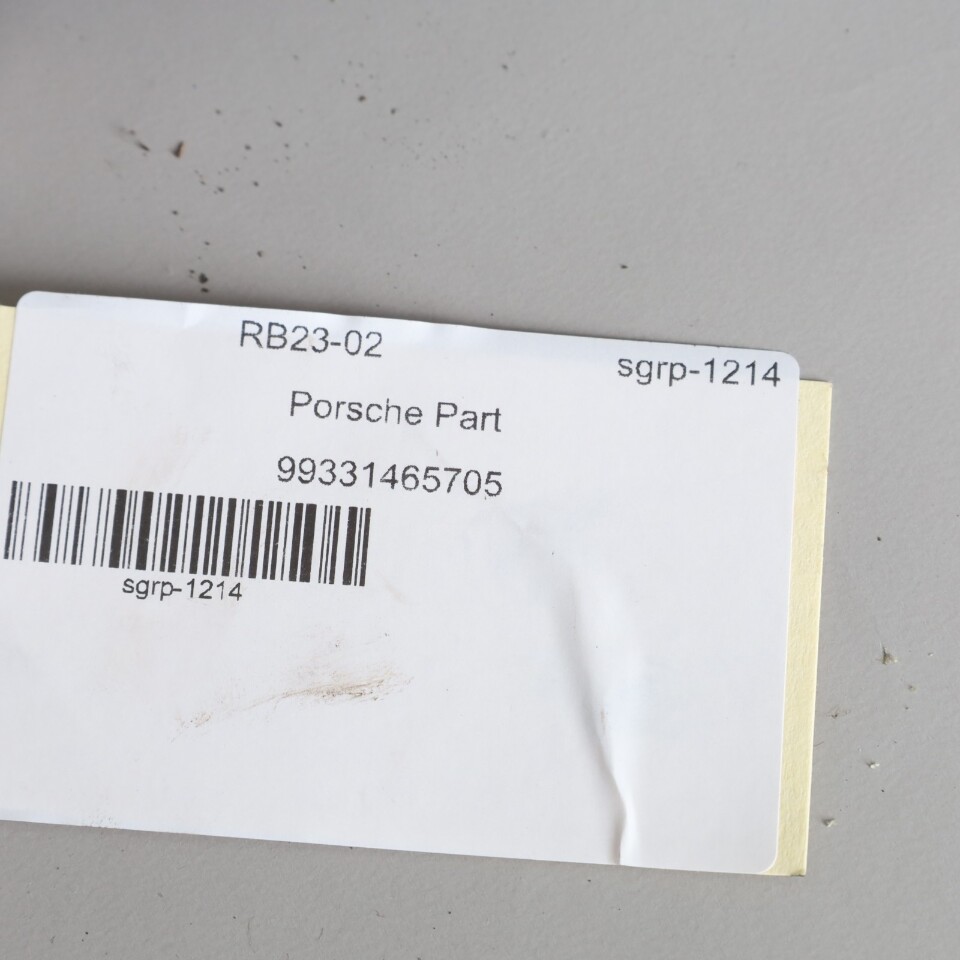 RB23-02
sgrp-1214
Porsche Part
99331465705
sgrp-1214